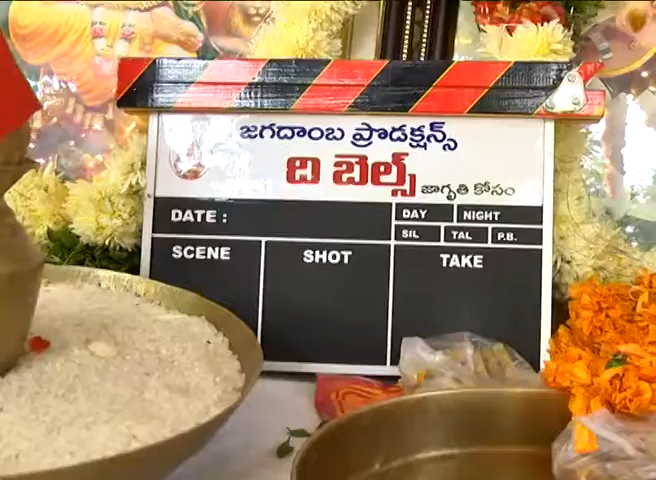 జగదాంబ ప్రొడక్షన్స్
ది బెల్స్ జాగృతి కోసం
DATE : DAY NIGHT
SIL TAL P.B.
SCENE SHOT TAKE